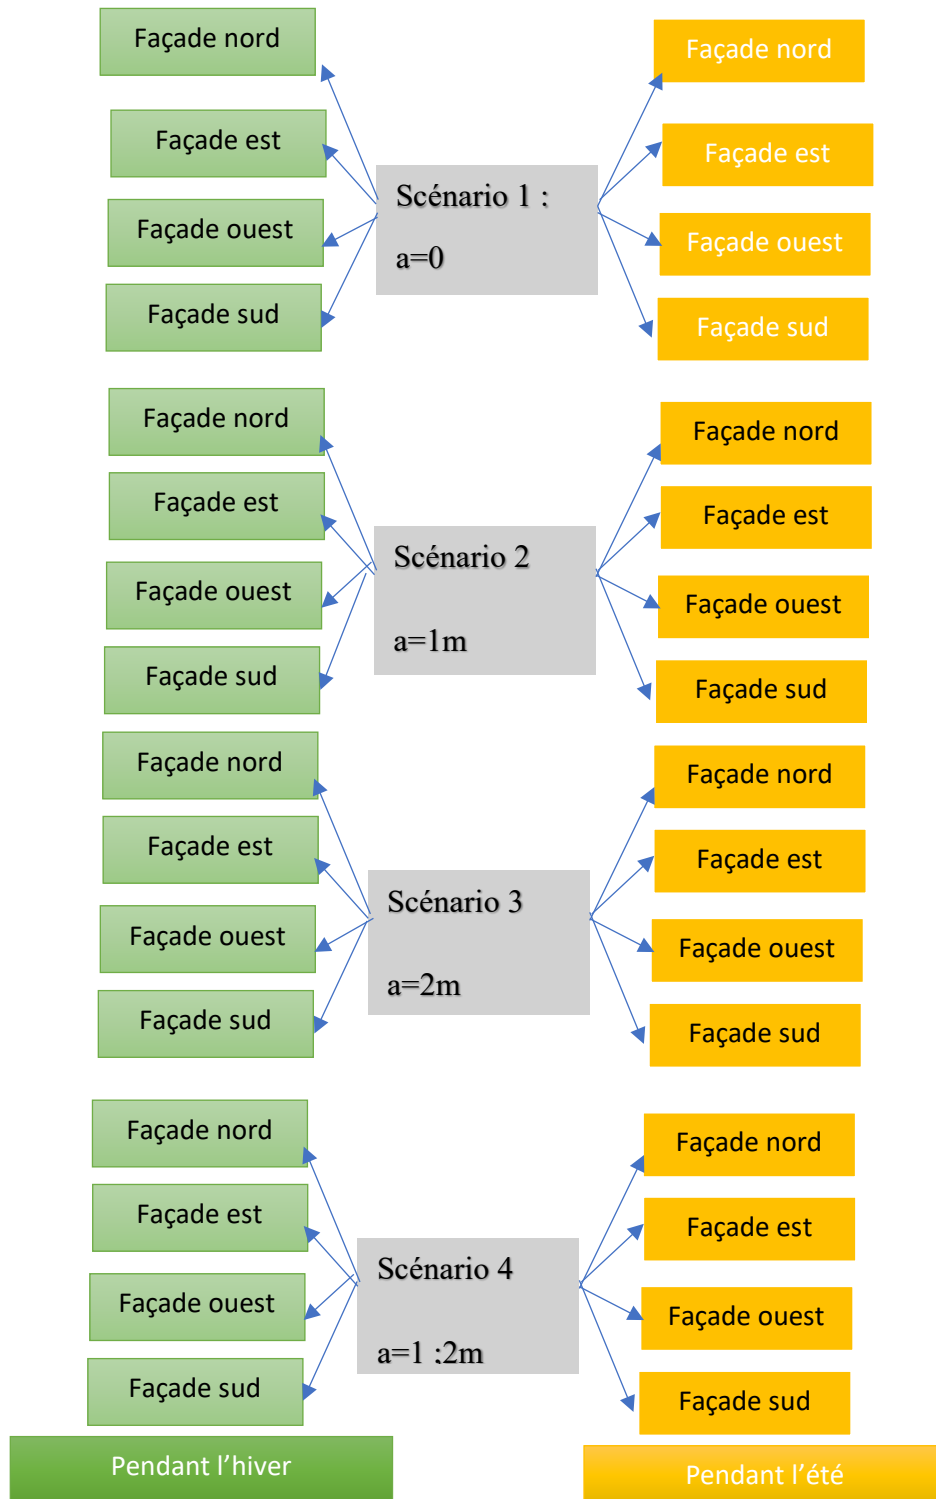 Façade nord
Façade nord
Façade est
Façade est
Scénario 1 :
Façade ouest
Façade ouest
a=0
Façade sud
Façade sud
Façade nord
Façade nord
Façade est
Façade est
Scénario 2
Façade ouest
Façade ouest
a=1m
Façade sud
Façade sud
Façade nord
Façade nord
Façade est
Façade est
Scénario 3
Façade ouest
Façade ouest
a=2m
Façade sud
Façade sud
Façade nord
Façade nord
Façade est
Façade est
Scénario 4
Façade ouest
Façade ouest
a=1 ;2m
Façade sud
Façade sud
Pendant l’hiver
Pendant l’été